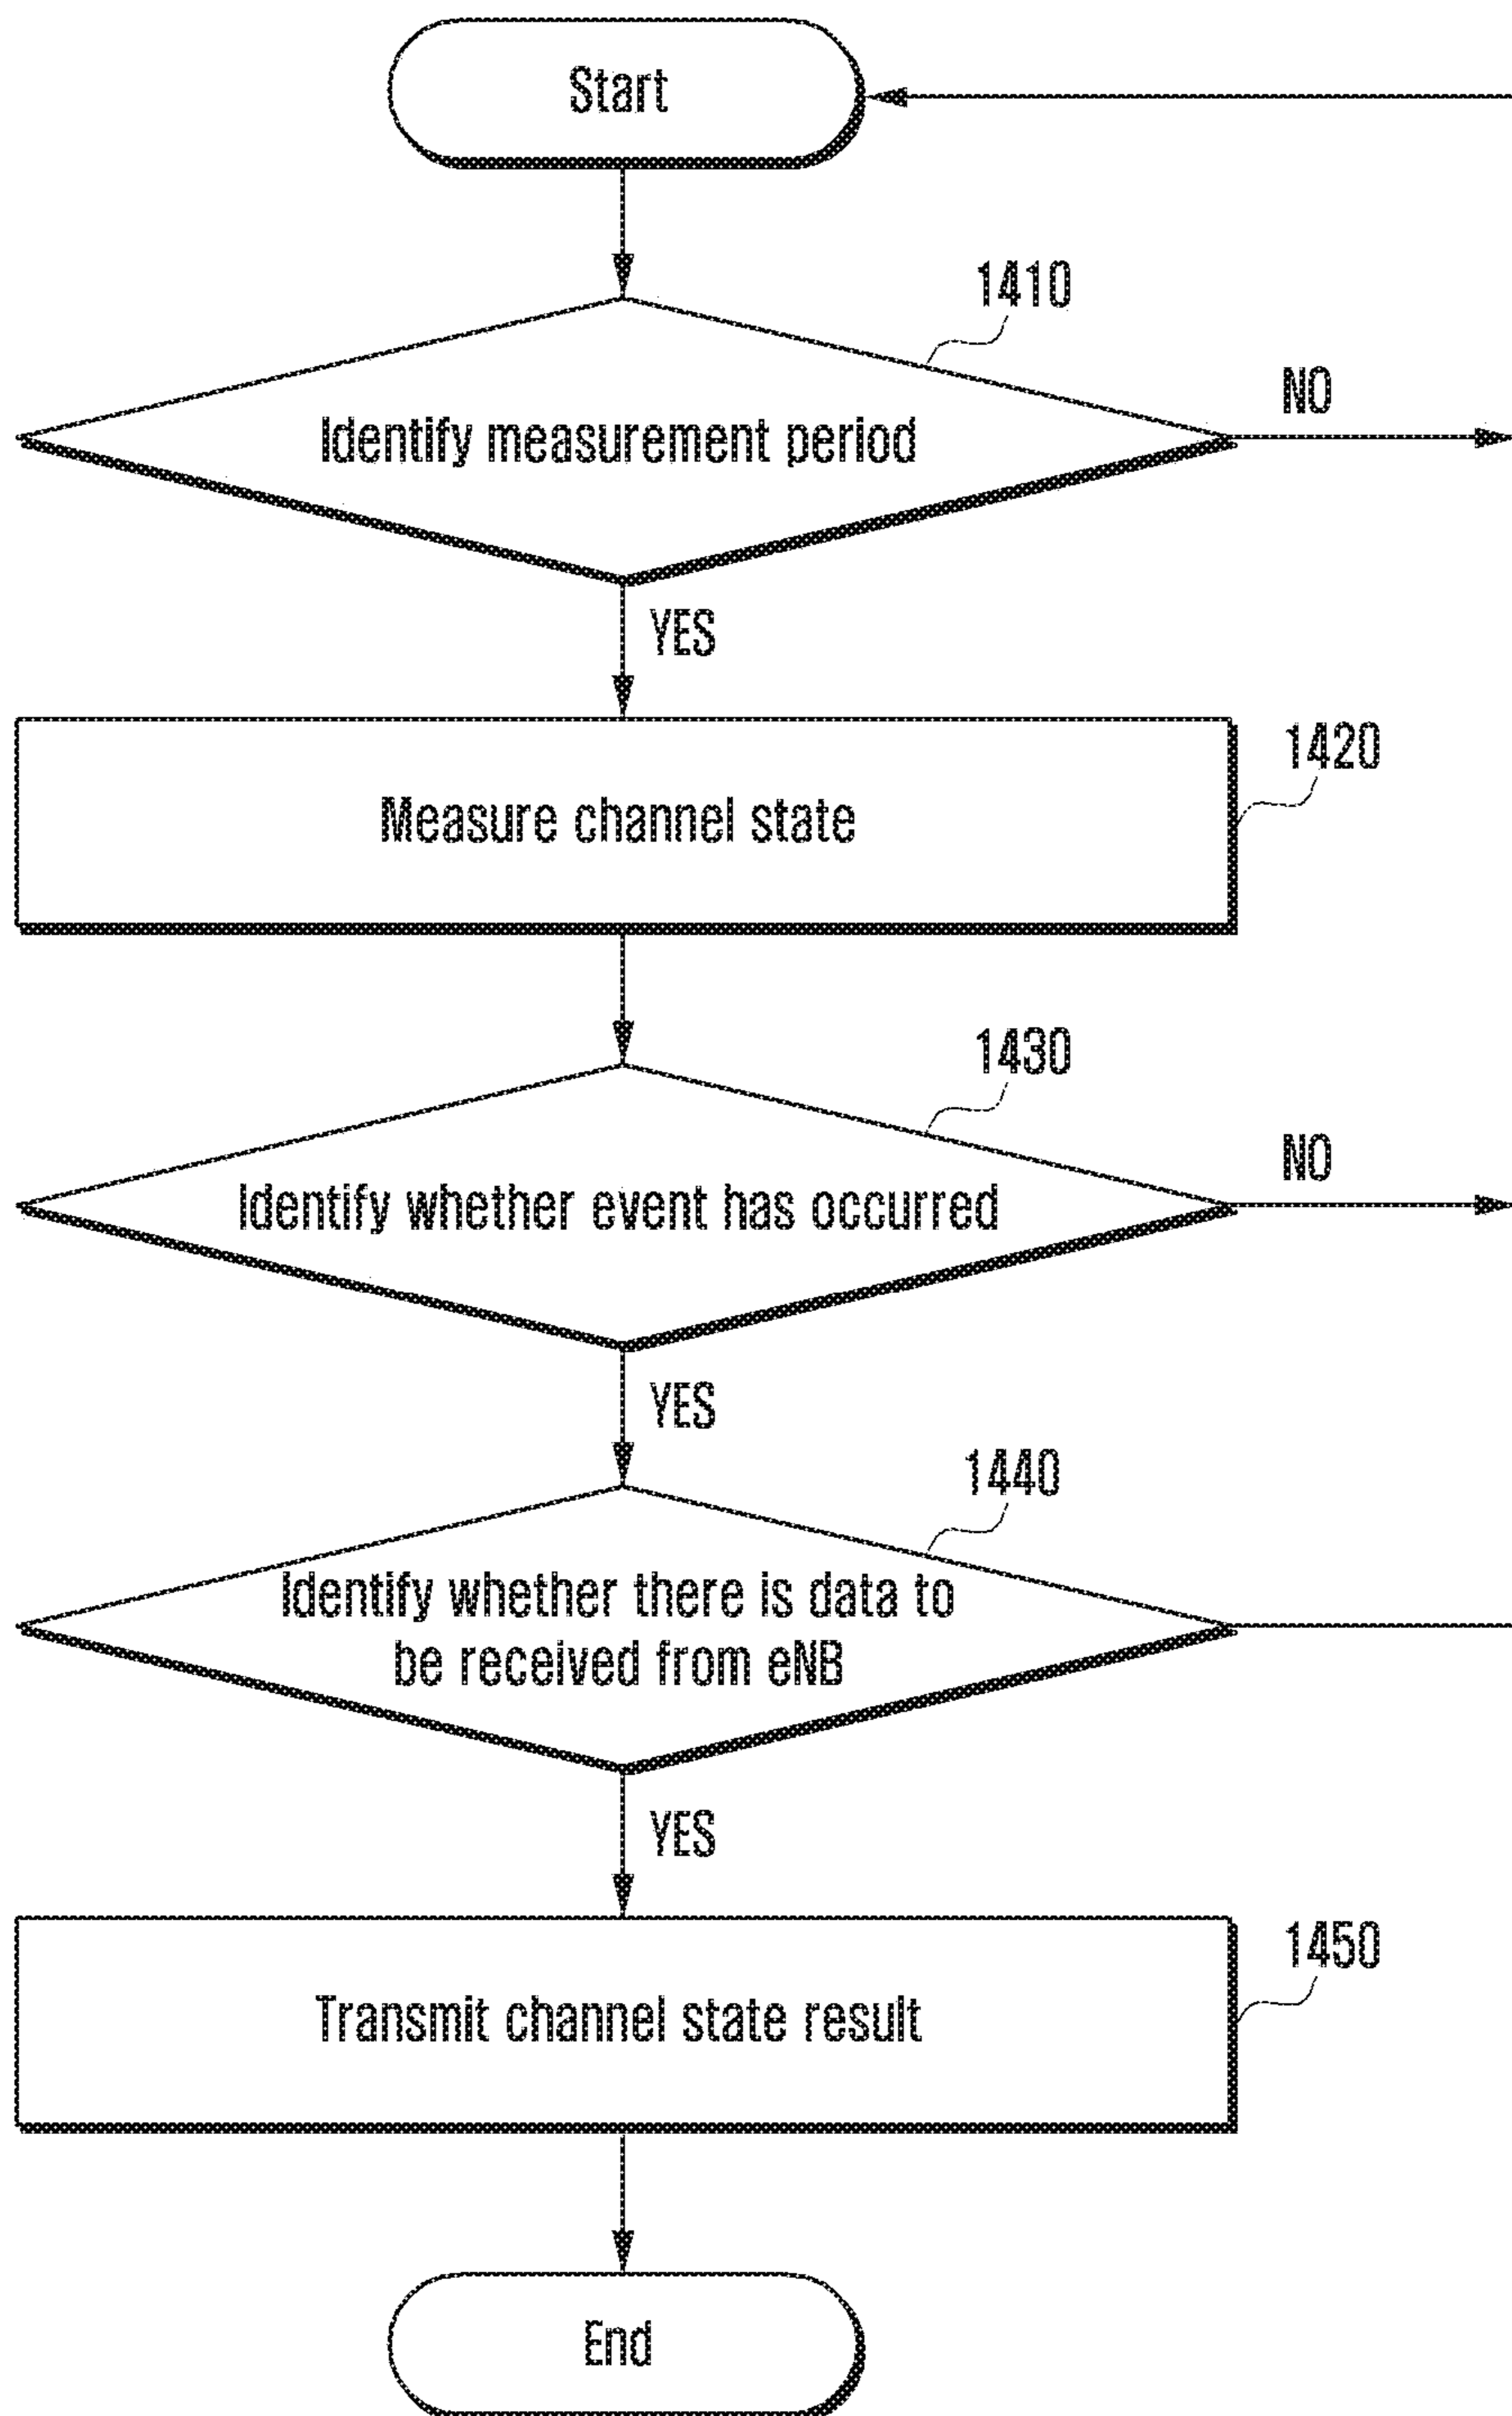 Start
1410
Identify measurement period
NO
YES
1420
Measure channel state
1430
Identify whether event has occurred
NO
YES
1440
Identify whether there is data to
be received from eNB
YES
1450
Transmit channel state result
End